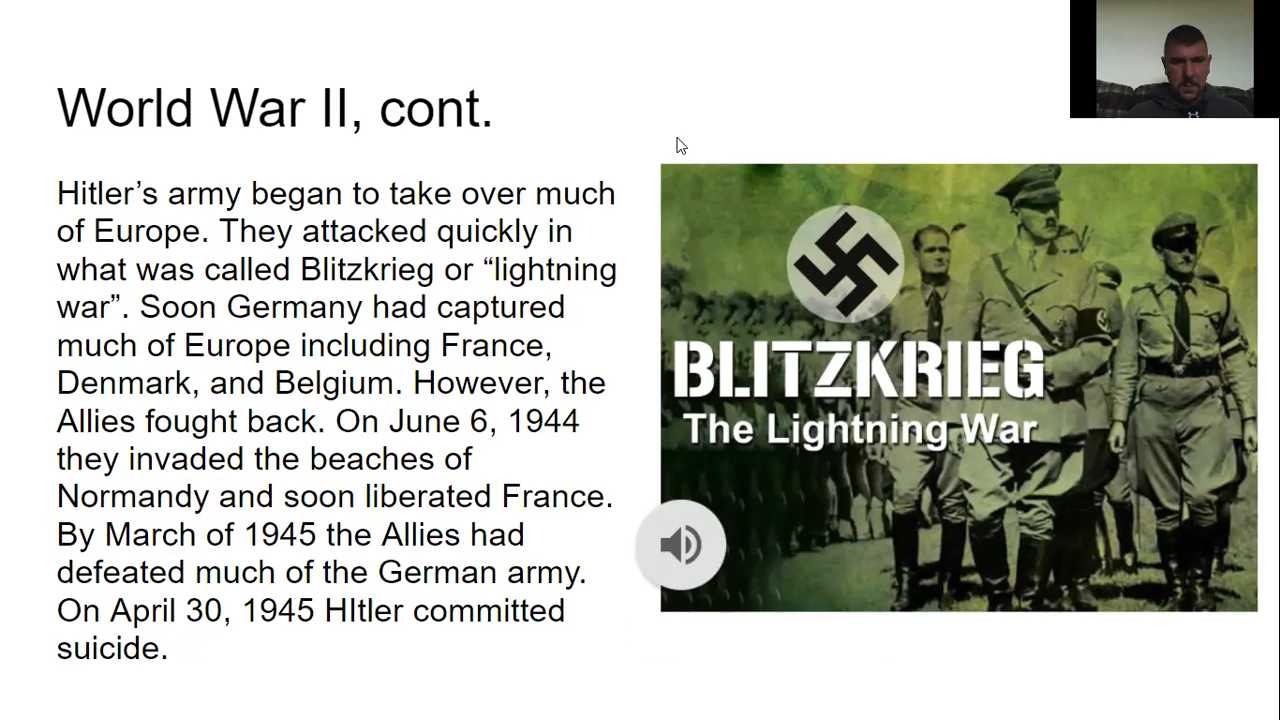 World War II, cont.
Hitler’s army began to take over much
of Europe. They attacked quickly in
what was called Blitzkrieg or “lightning
war”. Soon Germany had captured
much of Europe including France,
Denmark, and Belgium. However, the
Allies fought back. On June 6, 1944
they invaded the beaches of
Normandy and soon liberated France.
By March of 1945 the Allies had
defeated much of the German army.
On April 30, 1945 HItler committed
suicide.
BLITZKRIEG
The Lightning War